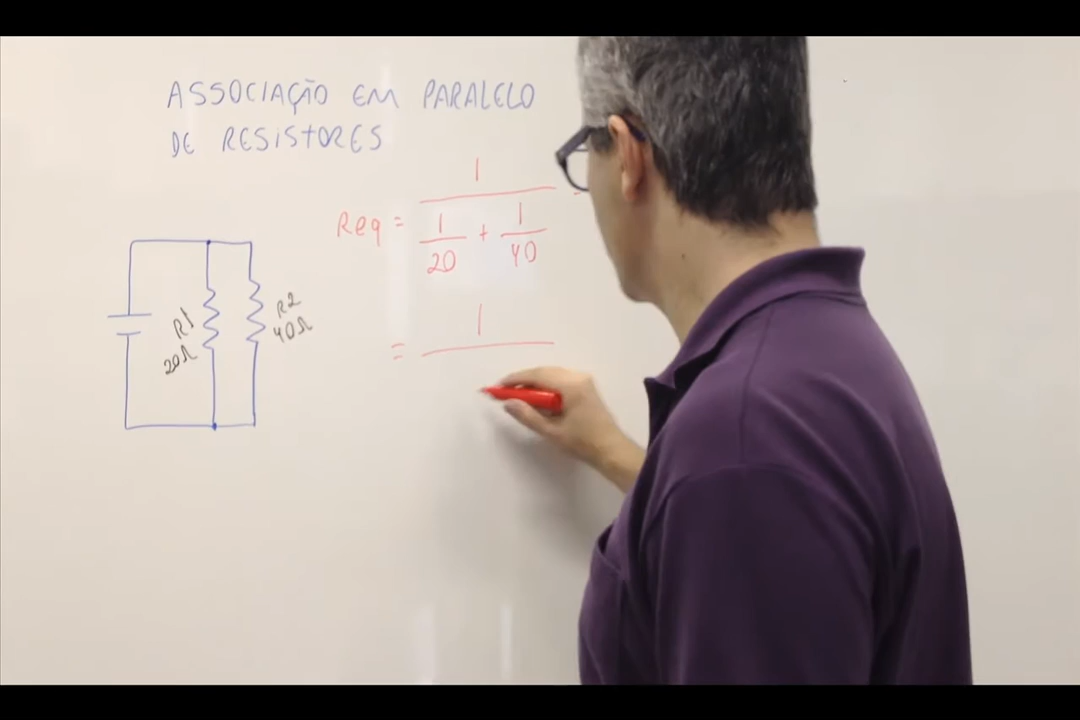 ASSOCIAÇÃO EM PARALELO
DE RESISTORES
1
Req =
1 + 1
20 40
R1
20Ω
R2
40Ω
1
=